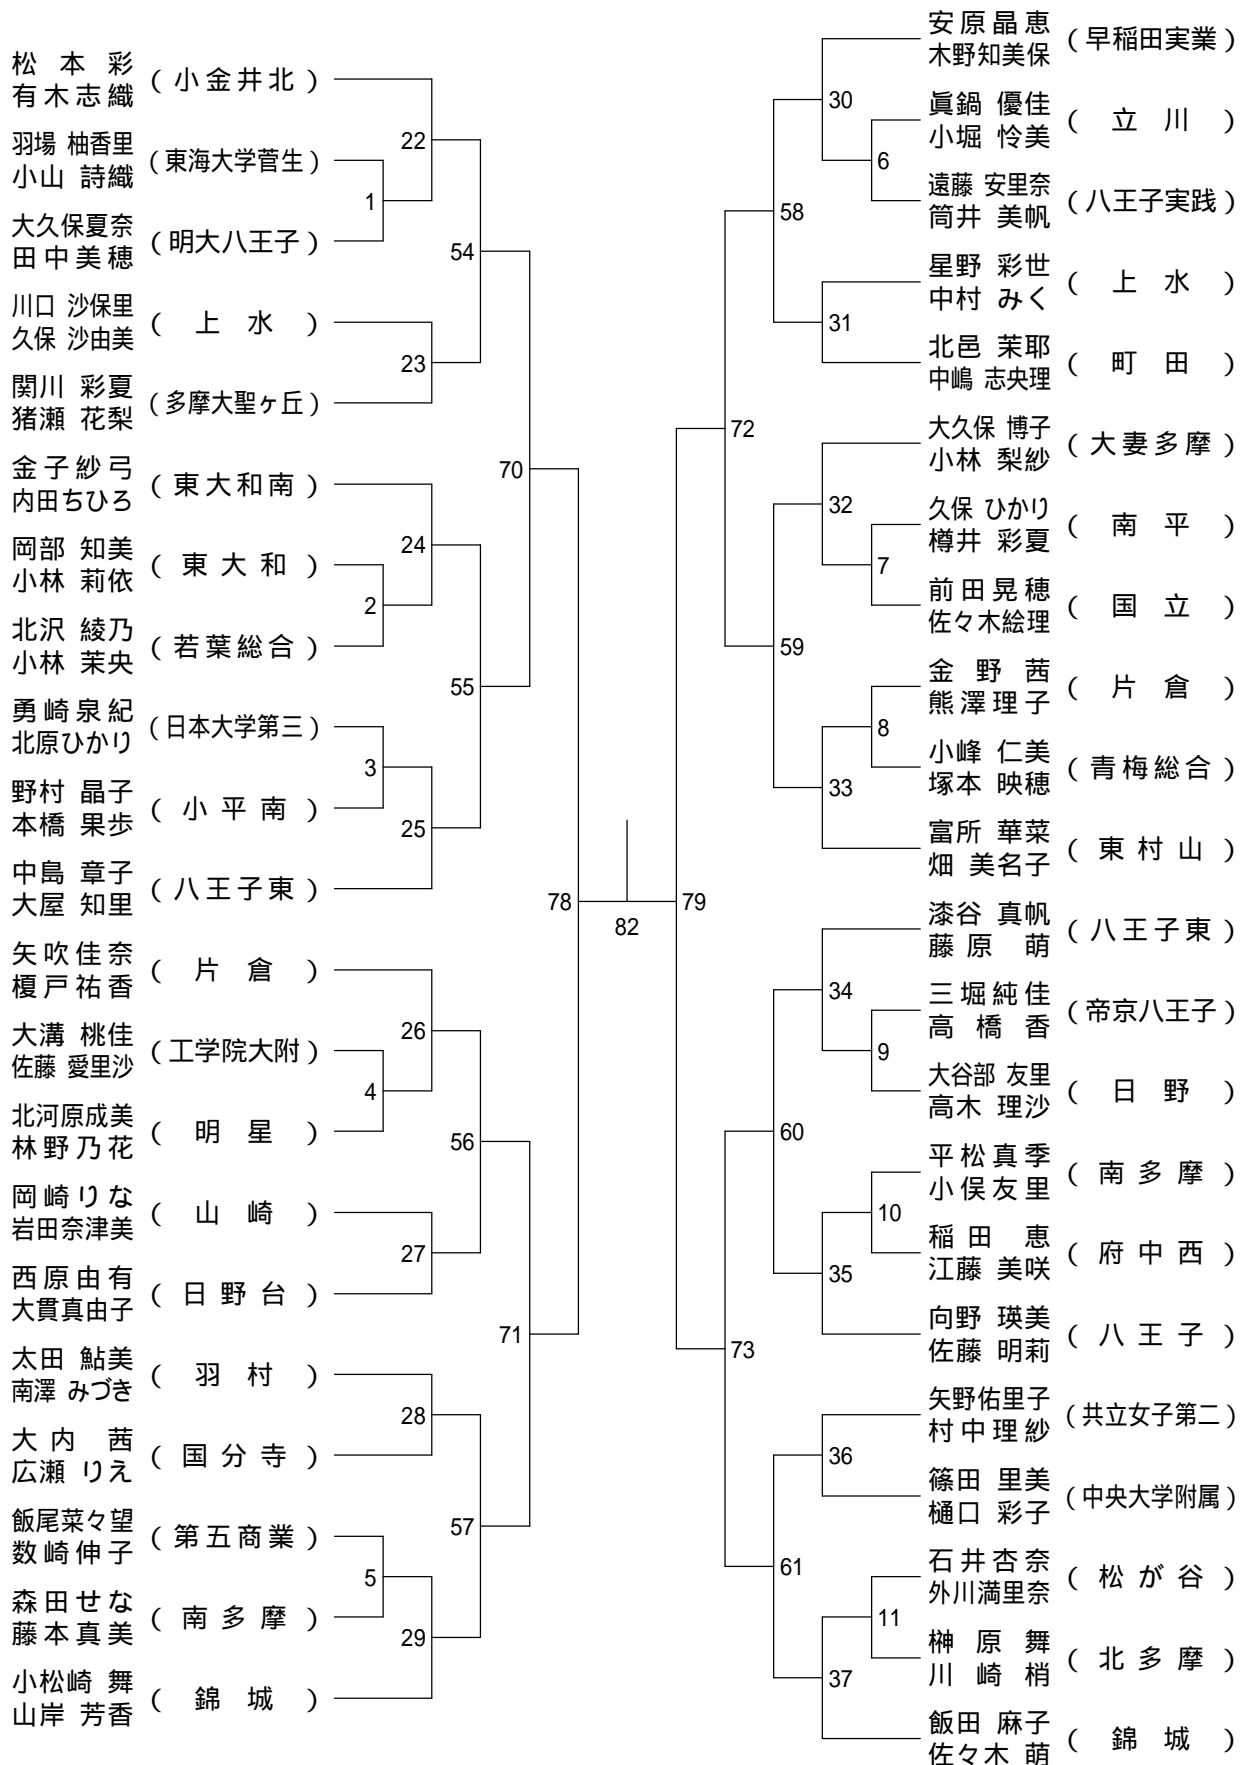 松本彩
有木志織
(小金井北)
羽場 柚香里
小山 詩織
(東海大学菅生)
大久保夏奈
田中美穂
(明大八王子)
川口 沙保里
久保 沙由美
(上水)
関川 彩夏
猪瀬 花梨
(多摩大聖ヶ丘)
金子紗弓
内田ちひろ
(東大和南)
岡部 知美
小林 莉依
(東大和)
北沢 綾乃
小林 茉央
(若葉総合)
勇崎泉紀
北原ひかり
(日本大学第三)
野村 晶子
本橋 果歩
(小平南)
中島 章子
大屋 知里
(八王子東)
矢吹佳奈
榎戸祐香
(片倉)
大溝 桃佳
佐藤 愛里沙
(工学院大附)
北河原成美
林野乃花
(明星)
岡崎りな
岩田奈津美
(山崎)
西原由有
大貫真由子
(日野台)
太田 鮎美
南澤 みづき
(羽村)
大内 茜
広瀬 りえ
(国分寺)
飯尾菜々望
数崎伸子
(第五商業)
森田せな
藤本真美
(南多摩)
小松崎 舞
山岸 芳香
(錦城)
1
2
3
4
5
22
23
24
25
26
27
28
29
54
55
56
57
70
71
78
82
79
72
73
58
59
60
61
30
31
32
33
34
35
36
37
6
7
8
9
10
11
安原晶恵
木野知美保
(早稲田実業)
眞鍋 優佳
小堀 怜美
(立川)
遠藤 安里奈
筒井 美帆
(八王子実践)
星野 彩世
中村 みく
(上水)
北邑 茉耶
中嶋 志央理
(町田)
大久保 博子
小林 梨紗
(大妻多摩)
久保 ひかり
樽井 彩夏
(南平)
前田晃穂
佐々木絵理
(国立)
金野茜
熊澤理子
(片倉)
小峰 仁美
塚本 映穂
(青梅総合)
富所 華菜
畑 美名子
(東村山)
漆谷 真帆
藤原 萌
(八王子東)
三堀純佳
高橋香
(帝京八王子)
大谷部 友里
高木 理沙
(日野)
平松真季
小俣友里
(南多摩)
稲田 恵
江藤 美咲
(府中西)
向野 瑛美
佐藤 明莉
(八王子)
矢野佑里子
村中理紗
(共立女子第二)
篠田 里美
樋口 彩子
(中央大学附属)
石井杏奈
外川満里奈
(松が谷)
榊原舞
川崎梢
(北多摩)
飯田 麻子
佐々木 萌
(錦城)